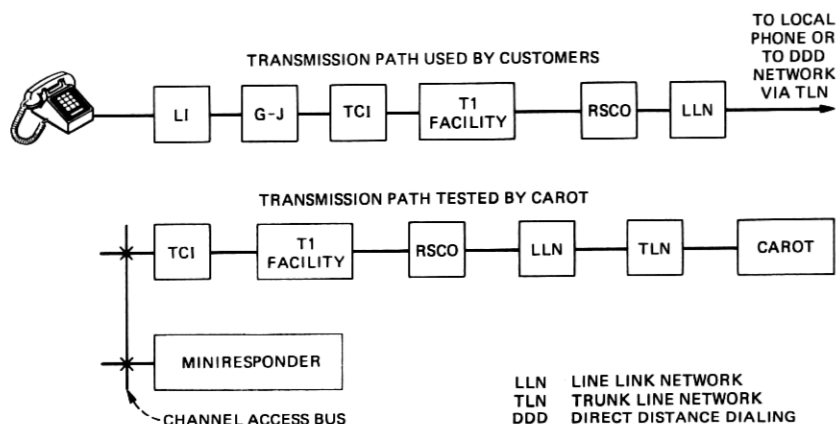 TO LOCAL
PHONE OR
TO DDD
NETWORK
VIA TLN
TRANSMISSION PATH USED BY CUSTOMERS
LI
G-J
TCI
T1
FACILITY
RSCO
LLN
TRANSMISSION PATH TESTED BY CAROT
TCI
T1
FACILITY
RSCO
LLN
TLN
CAROT
MINIRESPONDER
CHANNEL ACCESS BUS
LLN LINE LINK NETWORK
TLN TRUNK LINE NETWORK
DDD DIRECT DISTANCE DIALING